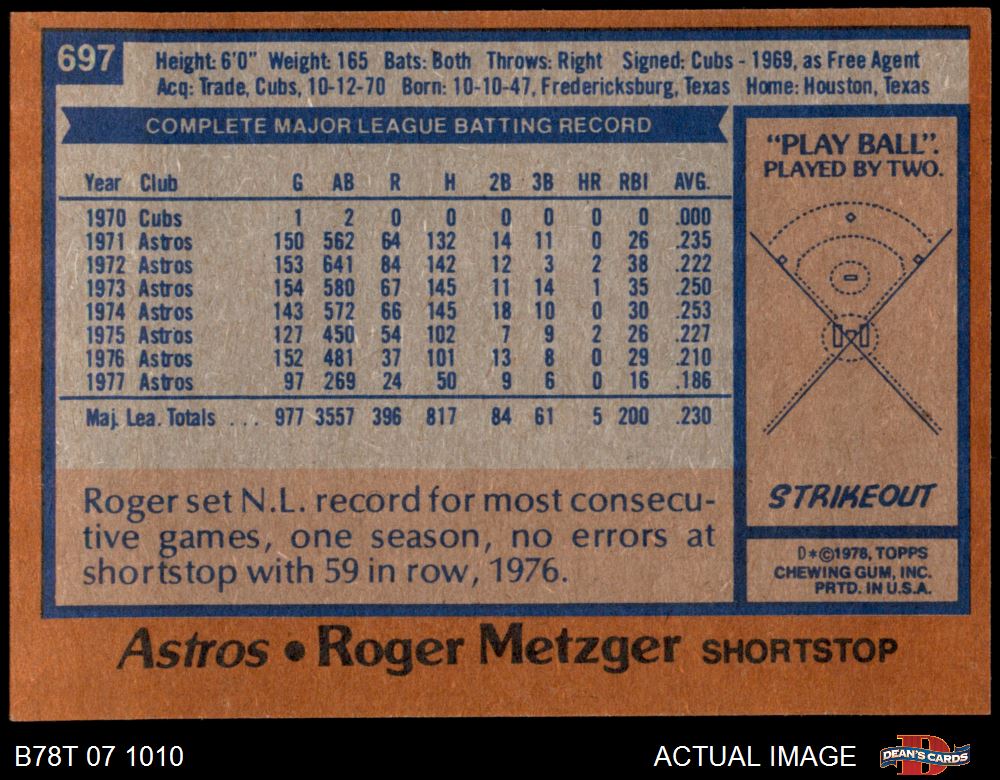 697
Height: 6'0" Weight: 165 Bats: Both Throws: Right Signed: Cubs - 1969, as Free Agent
Acq: Trade, Cubs, 10-12-70 Born: 10-10-47, Fredericksburg, Texas Home: Houston, Texas
COMPLETE MAJOR LEAGUE BATTING RECORD
Year Club G AB R H 2B 3B HR RBI AVG.
1970 Cubs 1 2 0 0 0 0 0 0 .000
1971 Astros 150 562 64 132 14 11 0 26 .235
1972 Astros 153 641 84 142 12 3 2 38 .222
1973 Astros 154 580 67 145 11 14 1 35 .250
1974 Astros 143 572 66 145 18 10 0 30 .253
1975 Astros 127 450 54 102 7 9 2 26 .227
1976 Astros 152 481 37 101 13 8 0 29 .210
1977 Astros 97 269 24 50 9 6 0 16 .186
Maj. Lea. Totals . . . 977 3557 396 817 84 61 5 200 .230
Roger set N.L. record for most consecu-
tive games, one season, no errors at
shortstop with 59 in row, 1976.
"PLAY BALL".
PLAYED BY TWO.
STRIKEOUT
D*©1978, TOPPS
CHEWING GUM, INC.
PRTD. IN U.S.A.
Astros • Roger Metzger SHORTSTOP
B78T 07 1010
ACTUAL IMAGE
D
DEAN'S CARDS